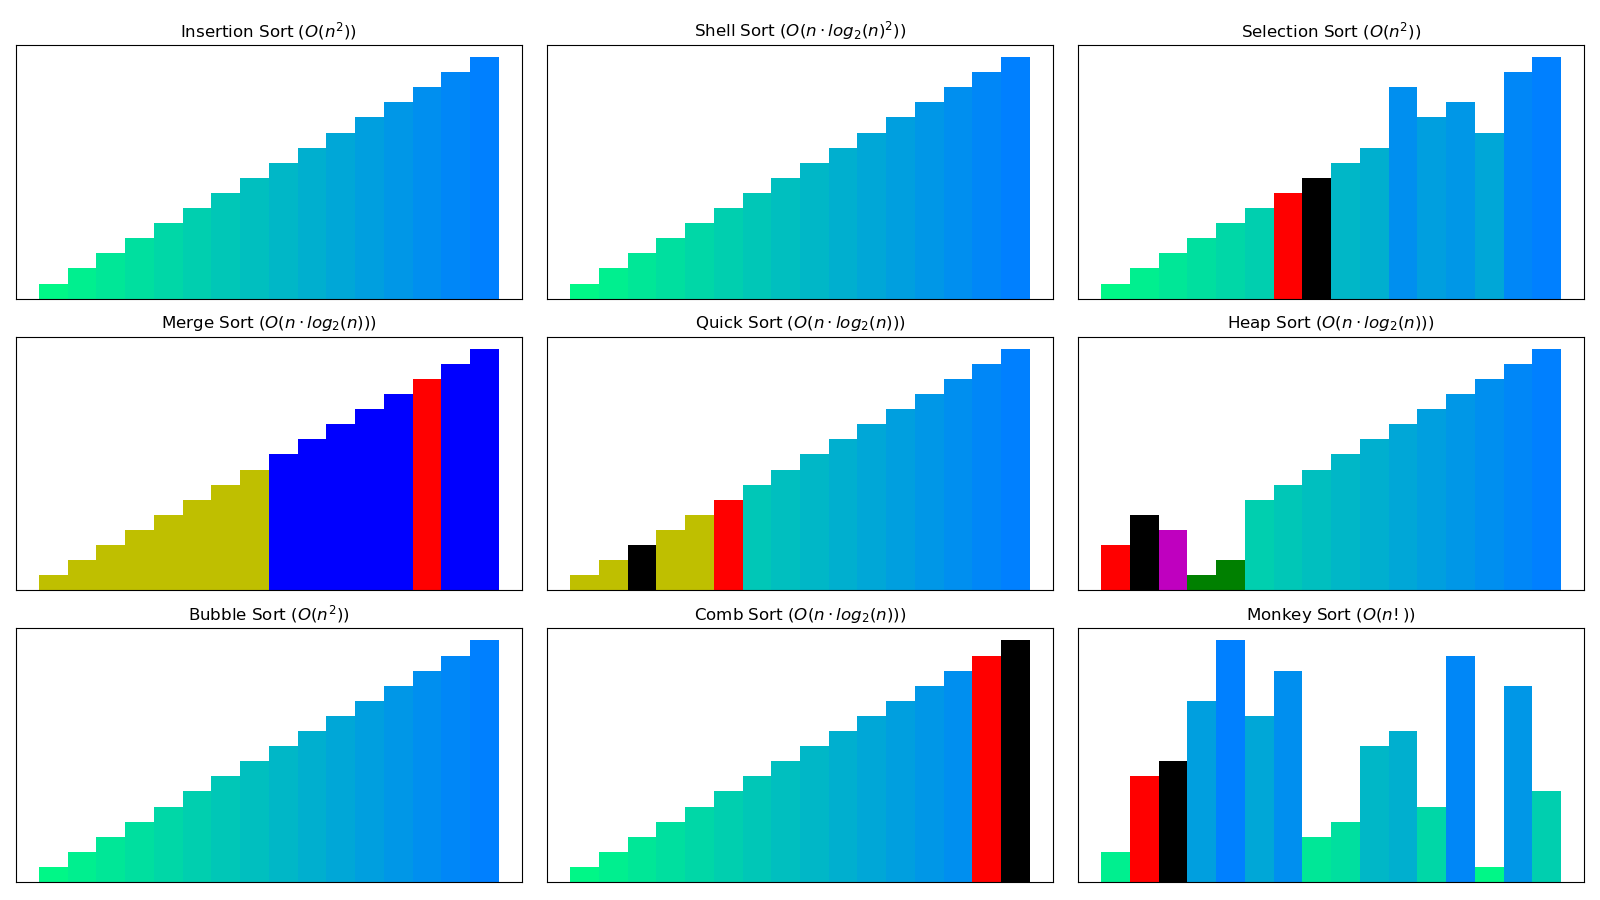 Insertion Sort (O(n²))
Shell Sort (O(n · log₂(n)²))
Selection Sort (O(n²))
Merge Sort (O(n · log₂(n)))
Quick Sort (O(n · log₂(n)))
Heap Sort (O(n · log₂(n)))
Bubble Sort (O(n²))
Comb Sort (O(n · log₂(n)))
Monkey Sort (O(n!))